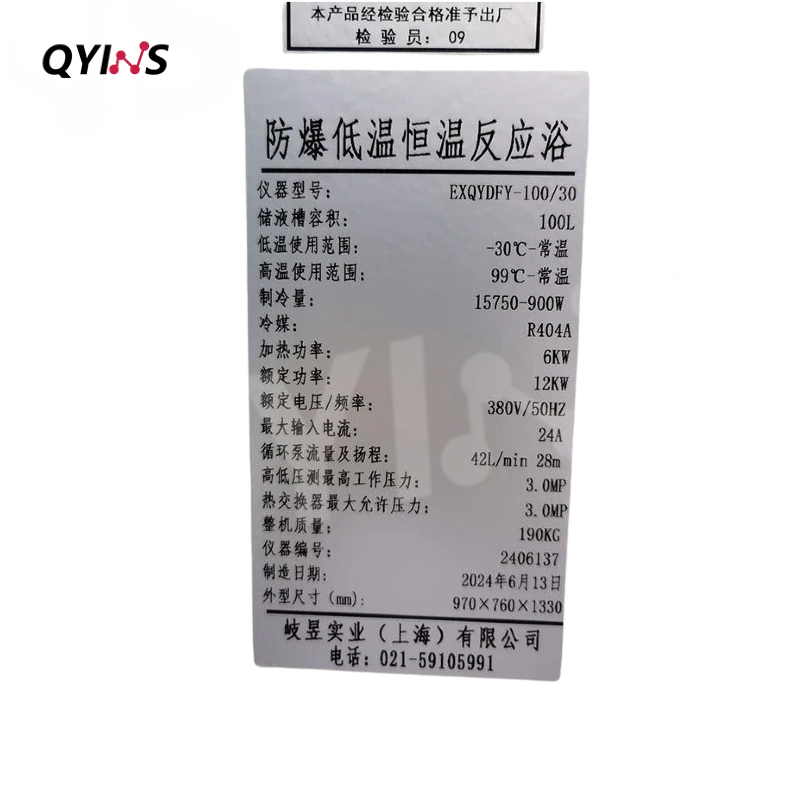 本产品经检验合格准予出厂
检 验 员： 09
QYINS
防爆低温恒温反应浴
仪器型号： EXQYDFY-100/30
储液槽容积： 100L
低温使用范围： -30℃-常温
高温使用范围： 99℃-常温
制冷量： 15750-900W
冷媒： R404A
加热功率： 6KW
额定功率： 12KW
额定电压/频率： 380V/50HZ
最大输入电流： 24A
循环泵流量及扬程： 42L/min 28m
高低压测最高工作压力： 3.0MP
热交换器最大允许压力： 3.0MP
整机质量： 190KG
仪器编号： 2406137
制造日期： 2024年6月13日
外型尺寸（mm）： 970×760×1330
岐昱实业（上海）有限公司
电话：021-59105991